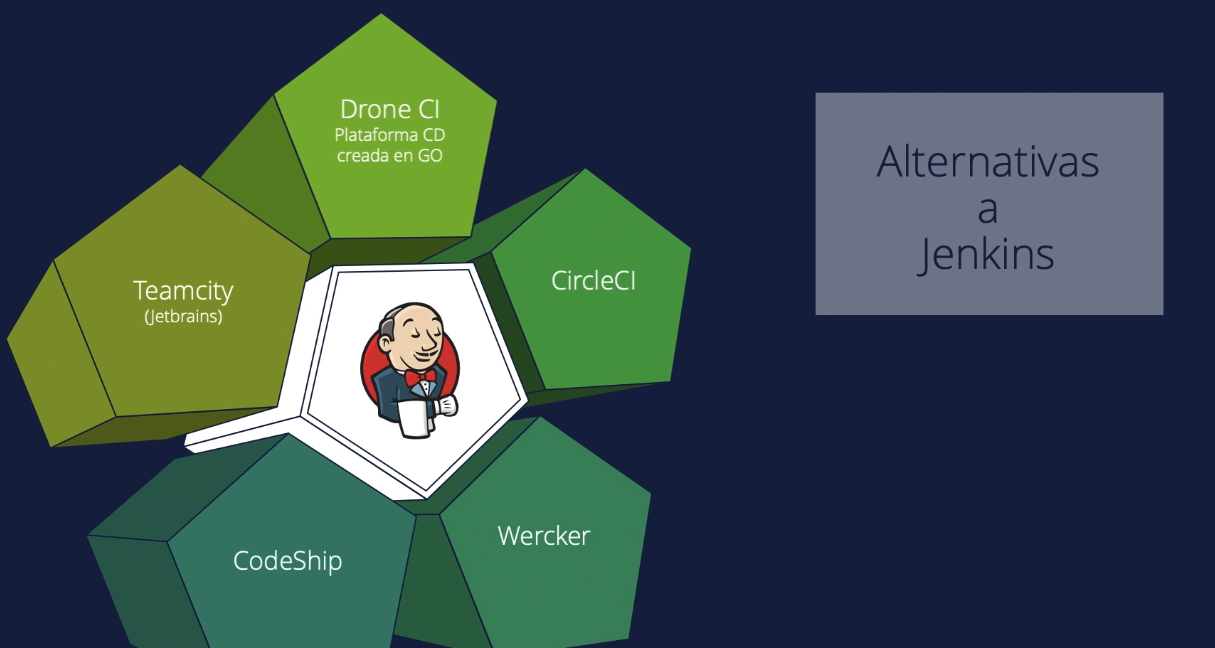 Drone CI
Plataforma CD
creada en GO
Alternativas
a
Jenkins
Teamcity
(Jetbrains)
CircleCI
CodeShip
Wercker